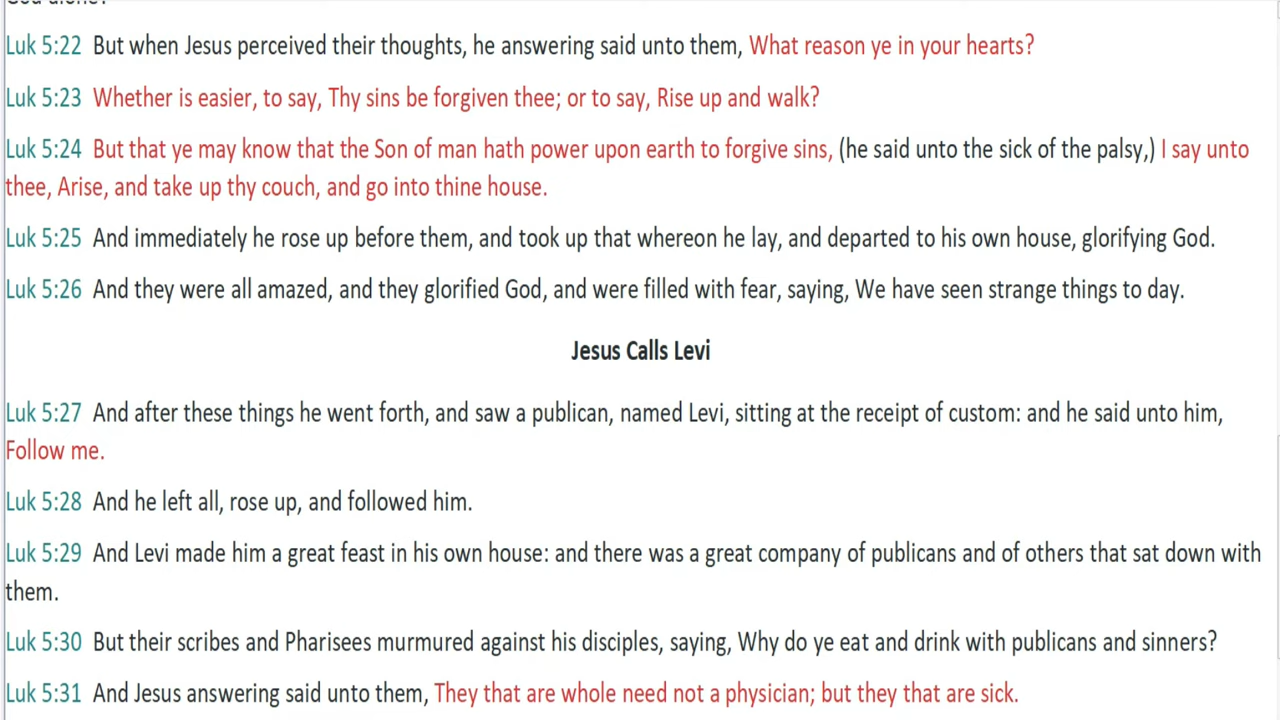 God alone?
Luk 5:22 But when Jesus perceived their thoughts, he answering said unto them, What reason ye in your hearts?
Luk 5:23 Whether is easier, to say, Thy sins be forgiven thee; or to say, Rise up and walk?
Luk 5:24 But that ye may know that the Son of man hath power upon earth to forgive sins, (he said unto the sick of the palsy,) I say unto
thee, Arise, and take up thy couch, and go into thine house.
Luk 5:25 And immediately he rose up before them, and took up that whereon he lay, and departed to his own house, glorifying God.
Luk 5:26 And they were all amazed, and they glorified God, and were filled with fear, saying, We have seen strange things to day.
Jesus Calls Levi
Luk 5:27 And after these things he went forth, and saw a publican, named Levi, sitting at the receipt of custom: and he said unto him,
Follow me.
Luk 5:28 And he left all, rose up, and followed him.
Luk 5:29 And Levi made him a great feast in his own house: and there was a great company of publicans and of others that sat down with
them.
Luk 5:30 But their scribes and Pharisees murmured against his disciples, saying, Why do ye eat and drink with publicans and sinners?
Luk 5:31 And Jesus answering said unto them, They that are whole need not a physician; but they that are sick.